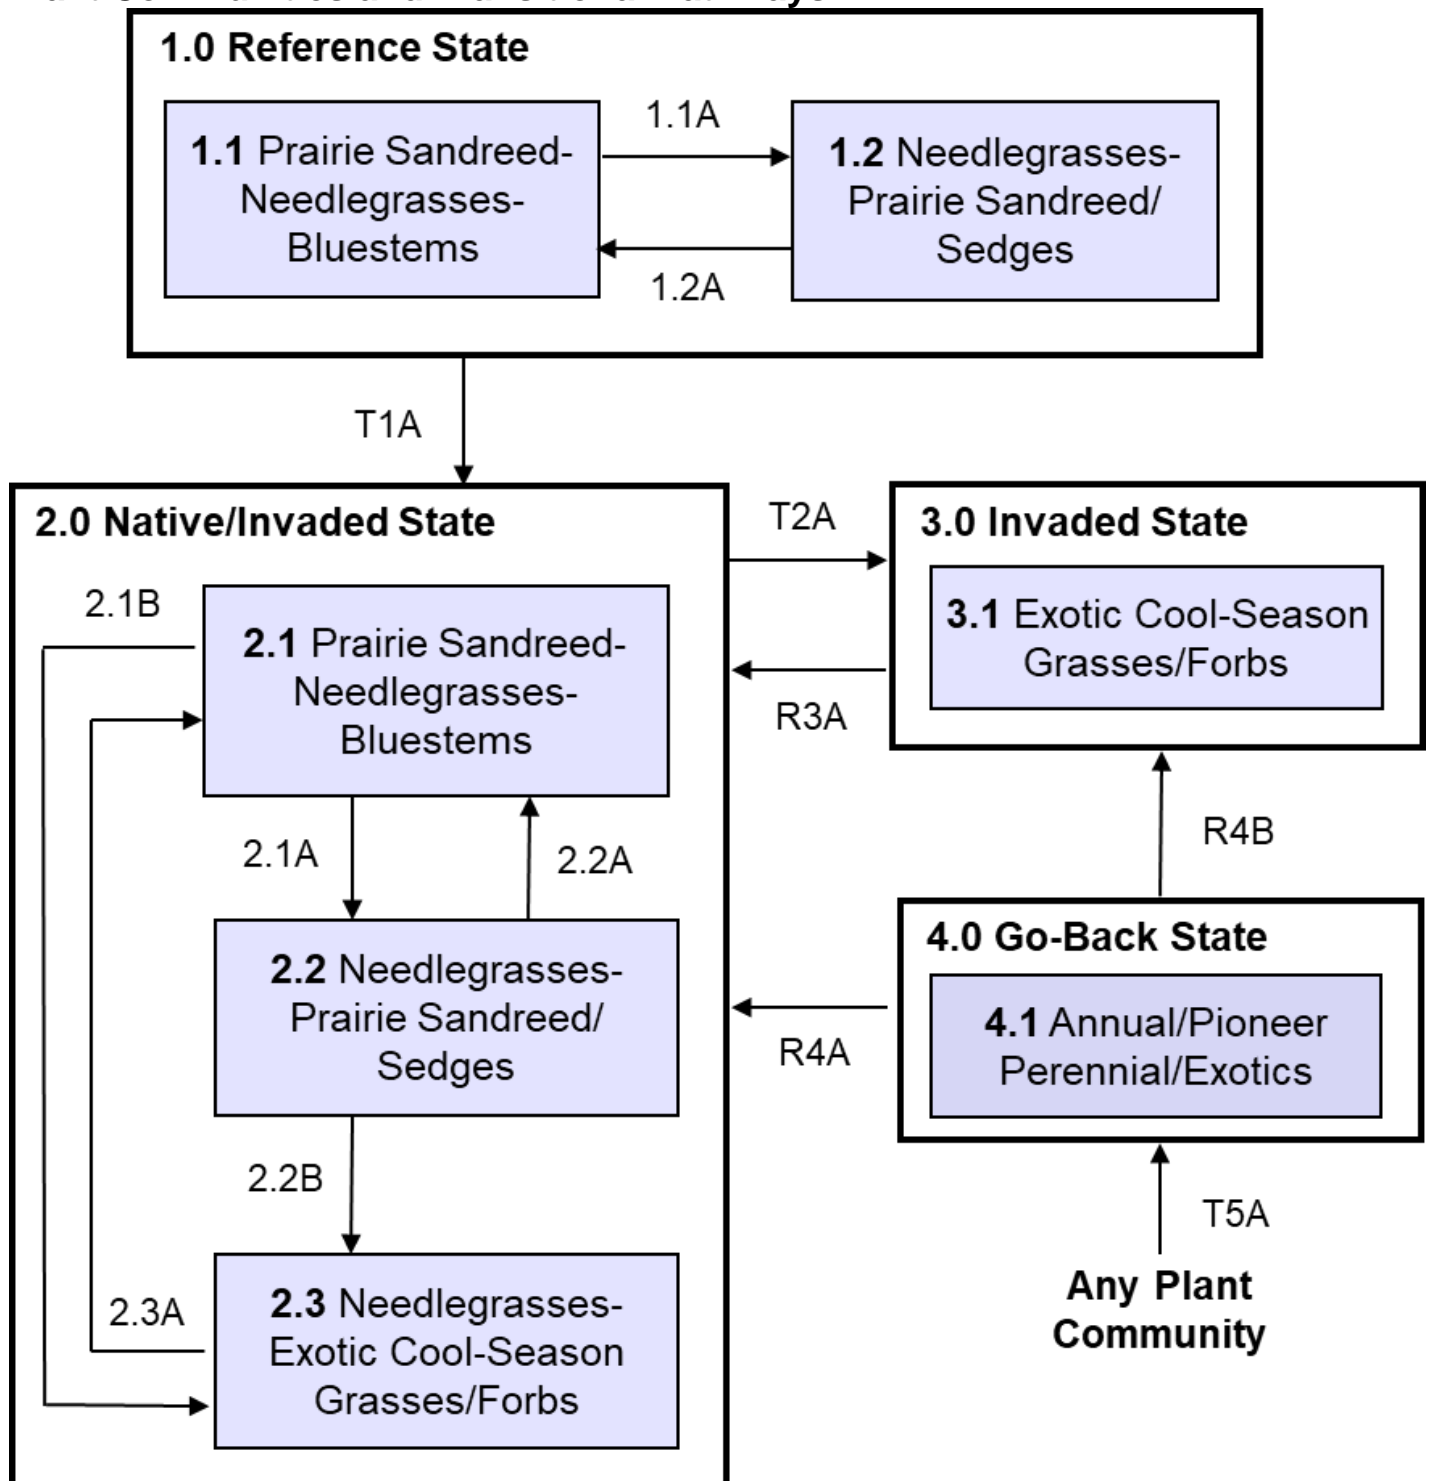 1.0 Reference State
1.1 Prairie Sandreed-
Needlegrasses-
Bluestems
1.1A
1.2 Needlegrasses-
Prairie Sandreed/
Sedges
1.2A
T1A
2.0 Native/Invaded State
2.1B
2.1 Prairie Sandreed-
Needlegrasses-
Bluestems
2.1A
2.2A
2.2 Needlegrasses-
Prairie Sandreed/
Sedges
2.2B
2.3A
2.3 Needlegrasses-
Exotic Cool-Season
Grasses/Forbs
T2A
R3A
3.0 Invaded State
3.1 Exotic Cool-Season
Grasses/Forbs
R4B
4.0 Go-Back State
4.1 Annual/Pioneer
Perennial/Exotics
R4A
T5A
Any Plant
Community